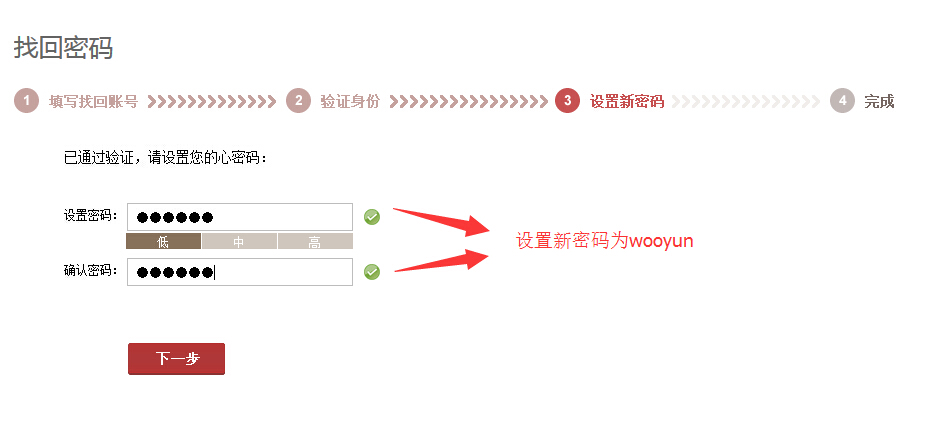 找回密码
1 填写找回账号 2 验证身份 3 设置新密码 4 完成
已通过验证，请设置您的心密码：
设置密码： ●●●●●●
低 中 高
设置新密码为wooyun
确认密码： ●●●●●●
下一步